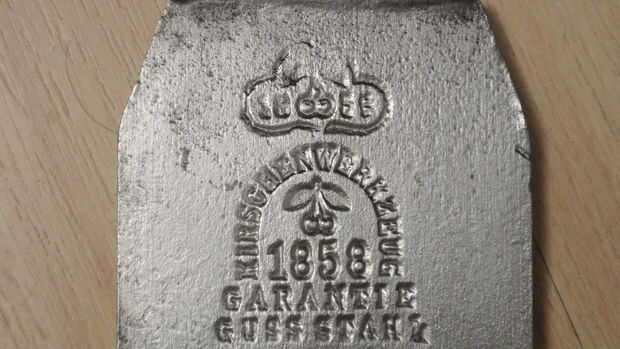 KIRSCHENWERKZEUG
1858
GARANTIE
GUSS STAHL